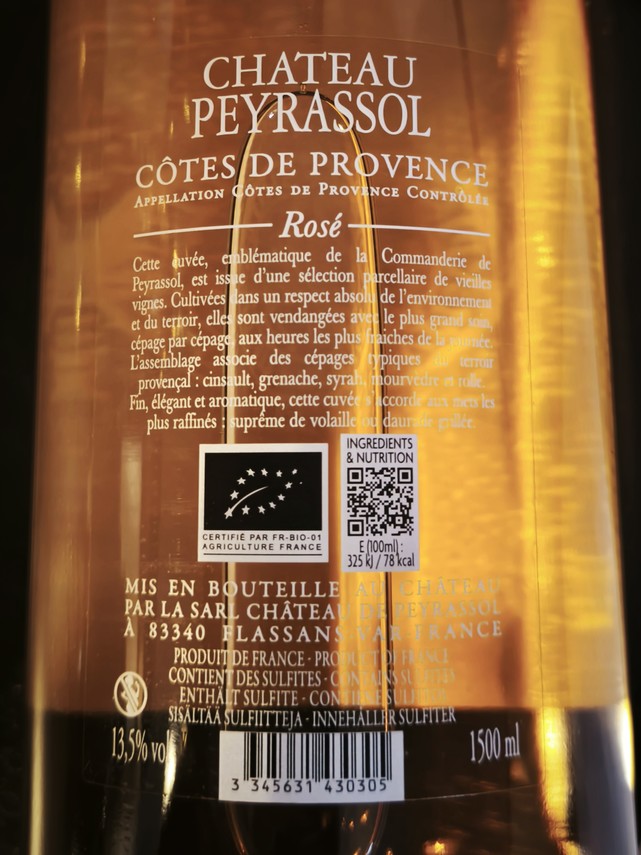 CHATEAU
PEYRASSOL
CÔTES DE PROVENCE
APPELLATION CÔTES DE PROVENCE CONTRÔLÉE
Rosé
Cette cuvée, emblématique de la Commanderie de
Peyrassol, est issue d'une sélection parcellaire de vieilles
vignes. Cultivées dans un respect absolu de l'environnement
et du terroir, elles sont vendangées avec le plus grand soin,
cépage par cépage, aux heures les plus fraîches de la journée.
L'assemblage associe des cépages typiques du terroir
provençal : cinsault, grenache, syrah, mourvèdre et rolle.
Fin, élégant et aromatique, cette cuvée s'accorde aux mets les
plus raffinés : suprême de volaille ou daurade grillée.
INGREDIENTS
& NUTRITION
CERTIFIÉ PAR FR-BIO-01
AGRICULTURE FRANCE
E (100ml) :
325 kJ / 78 kcal
MIS EN BOUTEILLE AU CHÂTEAU
PAR LA SARL CHÂTEAU DE PEYRASSOL
À 83340 FLASSANS VAR FRANCE
PRODUIT DE FRANCE · PRODUCT OF FRANCE
CONTIENT DES SULFITES · CONTAINS SULFITES
ENTHÄLT SULFITE · CONTIENE SULFITEN
SISÄLTÄÄ SULFIITTEJA · INNEHÅLLER SULFITER
13,5% vol
1500 ml
3 345631 430305